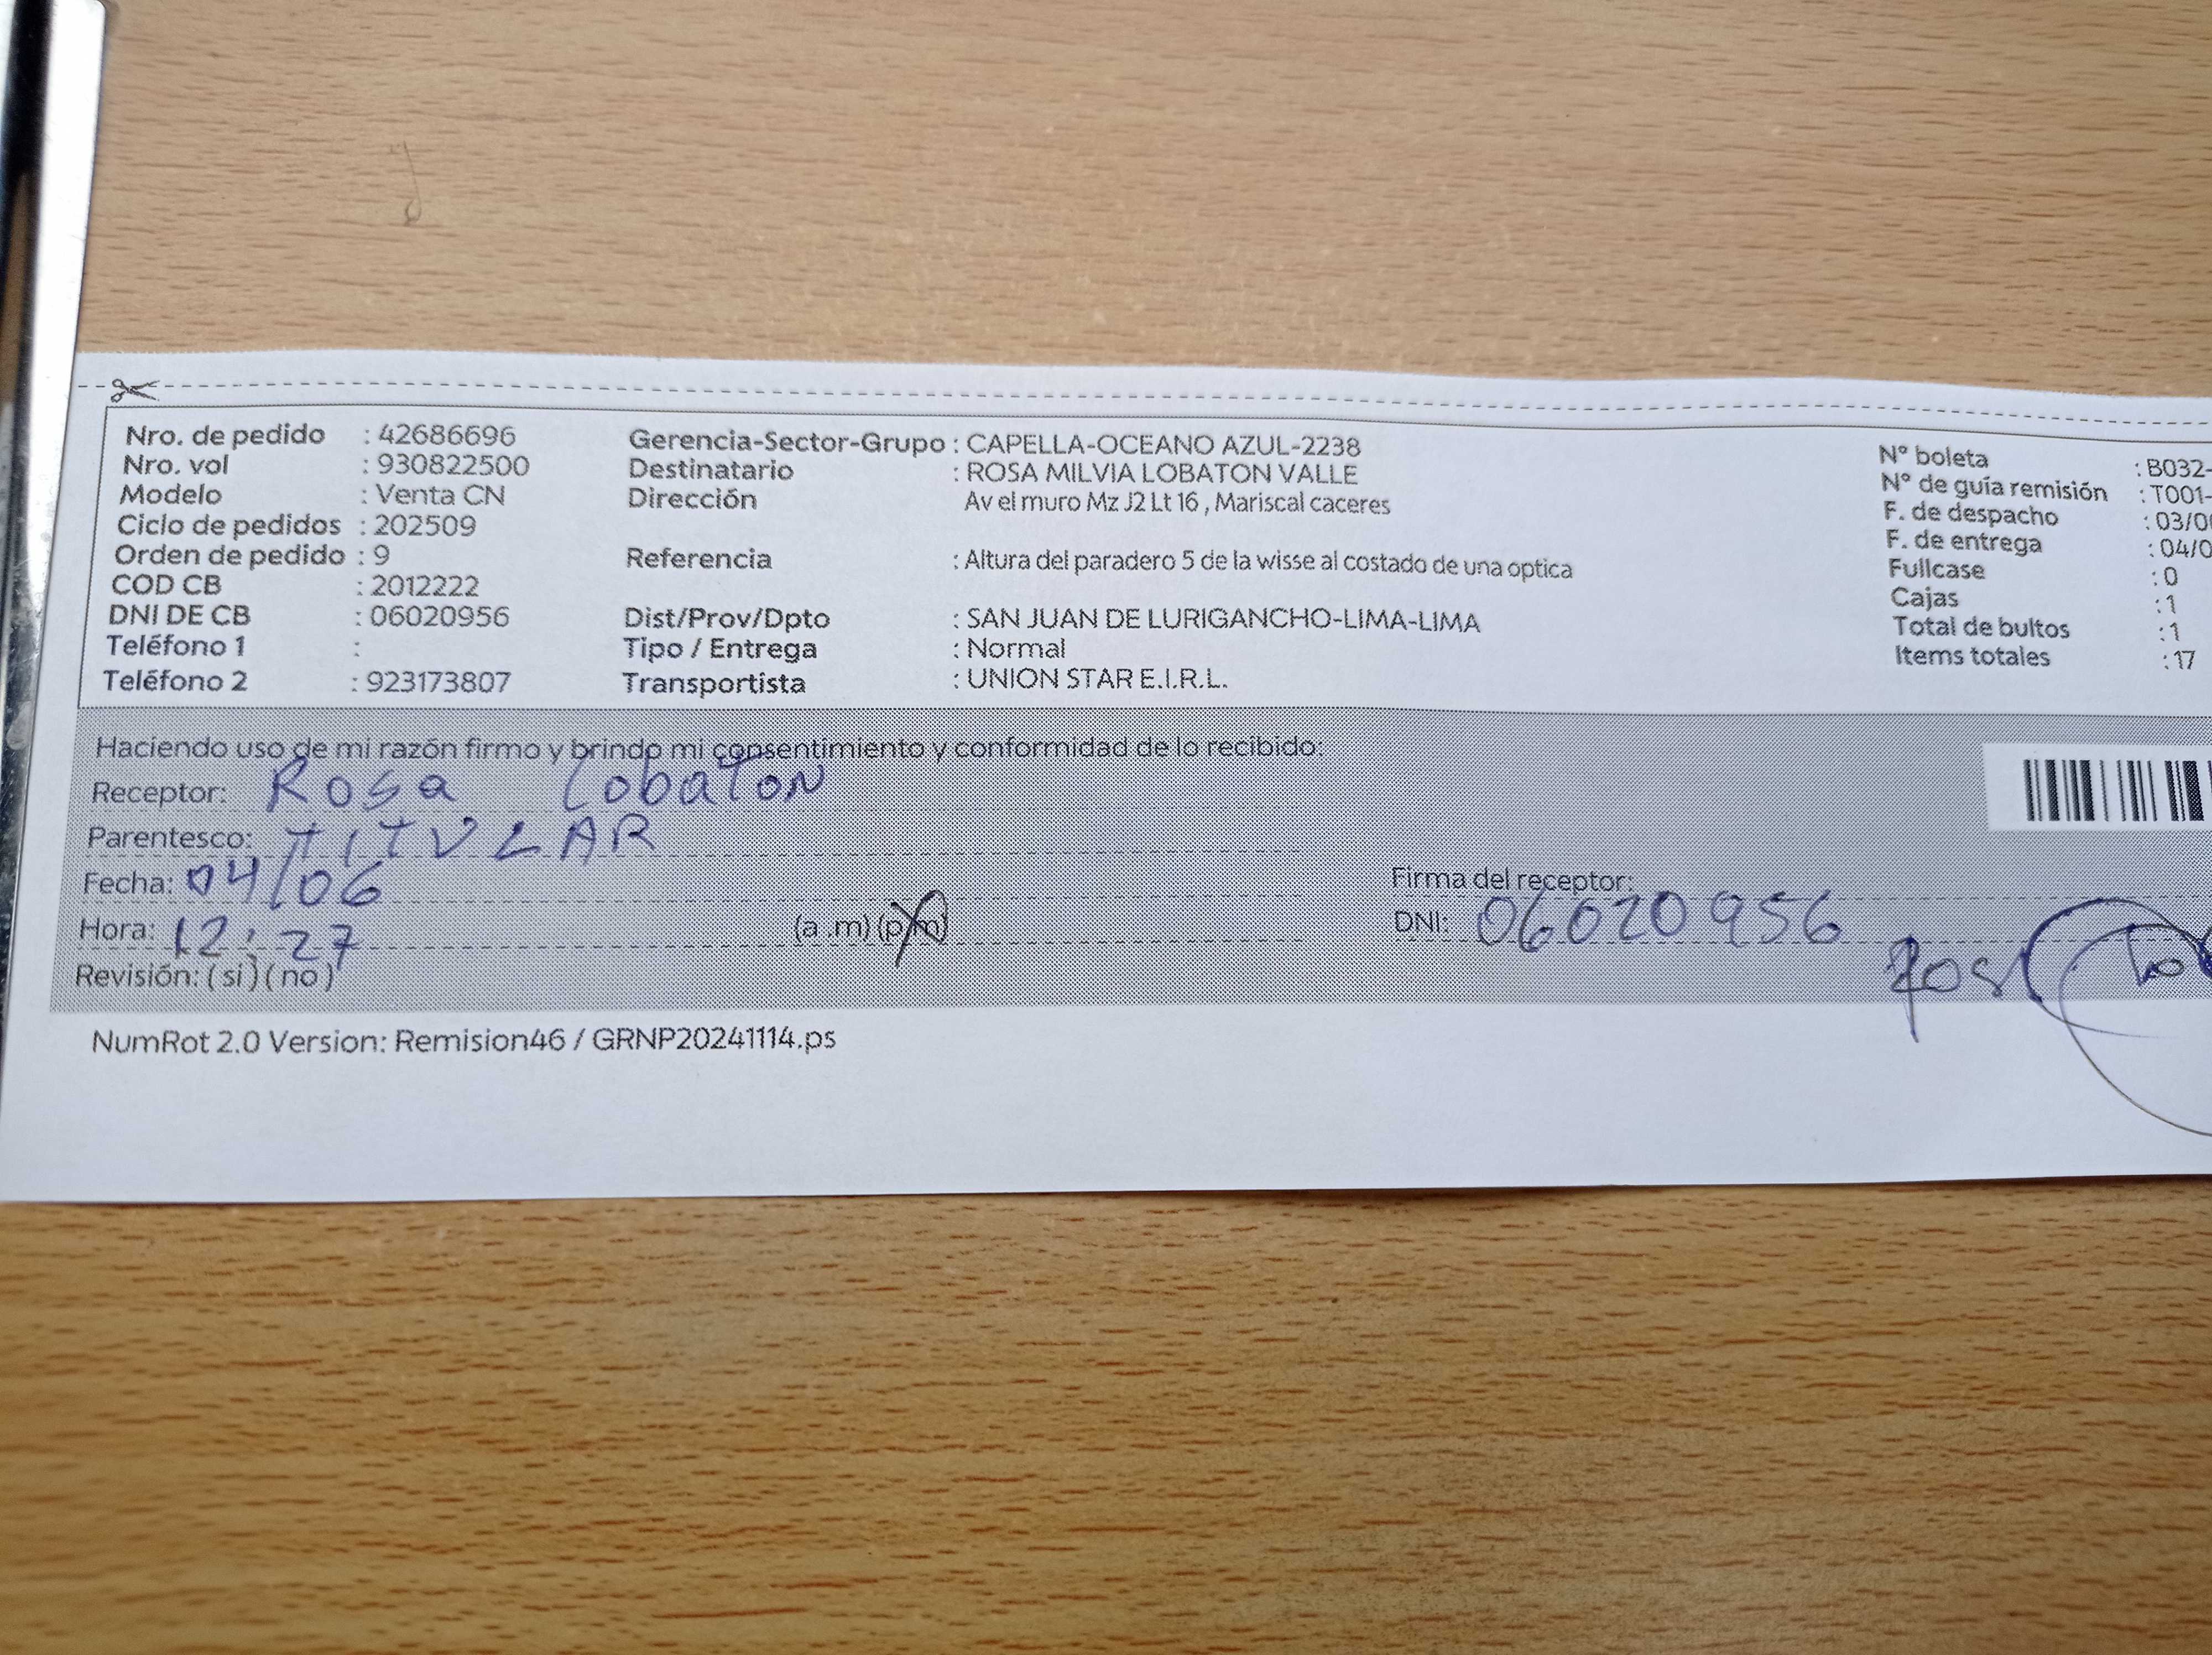 Nro. de pedido : 42686696
Nro. vol : 930822500
Modelo : Venta CN
Ciclo de pedidos : 202509
Orden de pedido : 9
COD CB : 2012222
DNI DE CB : 06020956
Teléfono 1 :
Teléfono 2 : 923173807
Gerencia-Sector-Grupo : CAPELLA-OCEANO AZUL-2238
Destinatario : ROSA MILVIA LOBATON VALLE
Dirección Av el muro Mz J2 Lt 16 , Mariscal caceres
Referencia : Altura del paradero 5 de la wisse al costado de una optica
Dist/Prov/Dpto : SAN JUAN DE LURIGANCHO-LIMA-LIMA
Tipo / Entrega : Normal
Transportista : UNION STAR E.I.R.L.
N° boleta : B032-
N° de guía remisión : T001-
F. de despacho : 03/0
F. de entrega : 04/0
Fullcase : 0
Cajas : 1
Total de bultos : 1
Items totales : 17
Haciendo uso de mi razón firmo y brindo mi consentimiento y conformidad de lo recibido:
Receptor: Rosa Lobaton
Parentesco: TITULAR
Fecha: 04/06
Hora: 12:27 (a .m) (p.m)
Revisión: ( si ) ( no )
Firma del receptor:
DNI: 06020956
NumRot 2.0 Version: Remision46 / GRNP20241114.ps